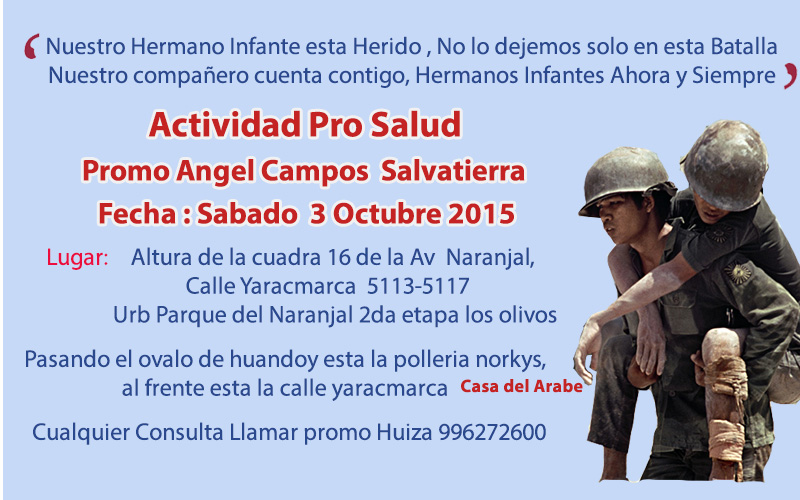 ‘ Nuestro Hermano Infante esta Herido , No lo dejemos solo en esta Batalla
Nuestro compañero cuenta contigo, Hermanos Infantes Ahora y Siempre ’
Actividad Pro Salud
Promo Angel Campos Salvatierra
Fecha : Sabado 3 Octubre 2015
Lugar: Altura de la cuadra 16 de la Av Naranjal,
Calle Yaracmarca 5113-5117
Urb Parque del Naranjal 2da etapa los olivos
Pasando el ovalo de huandoy esta la polleria norkys,
al frente esta la calle yaracmarca Casa del Arabe
Cualquier Consulta Llamar promo Huiza 996272600